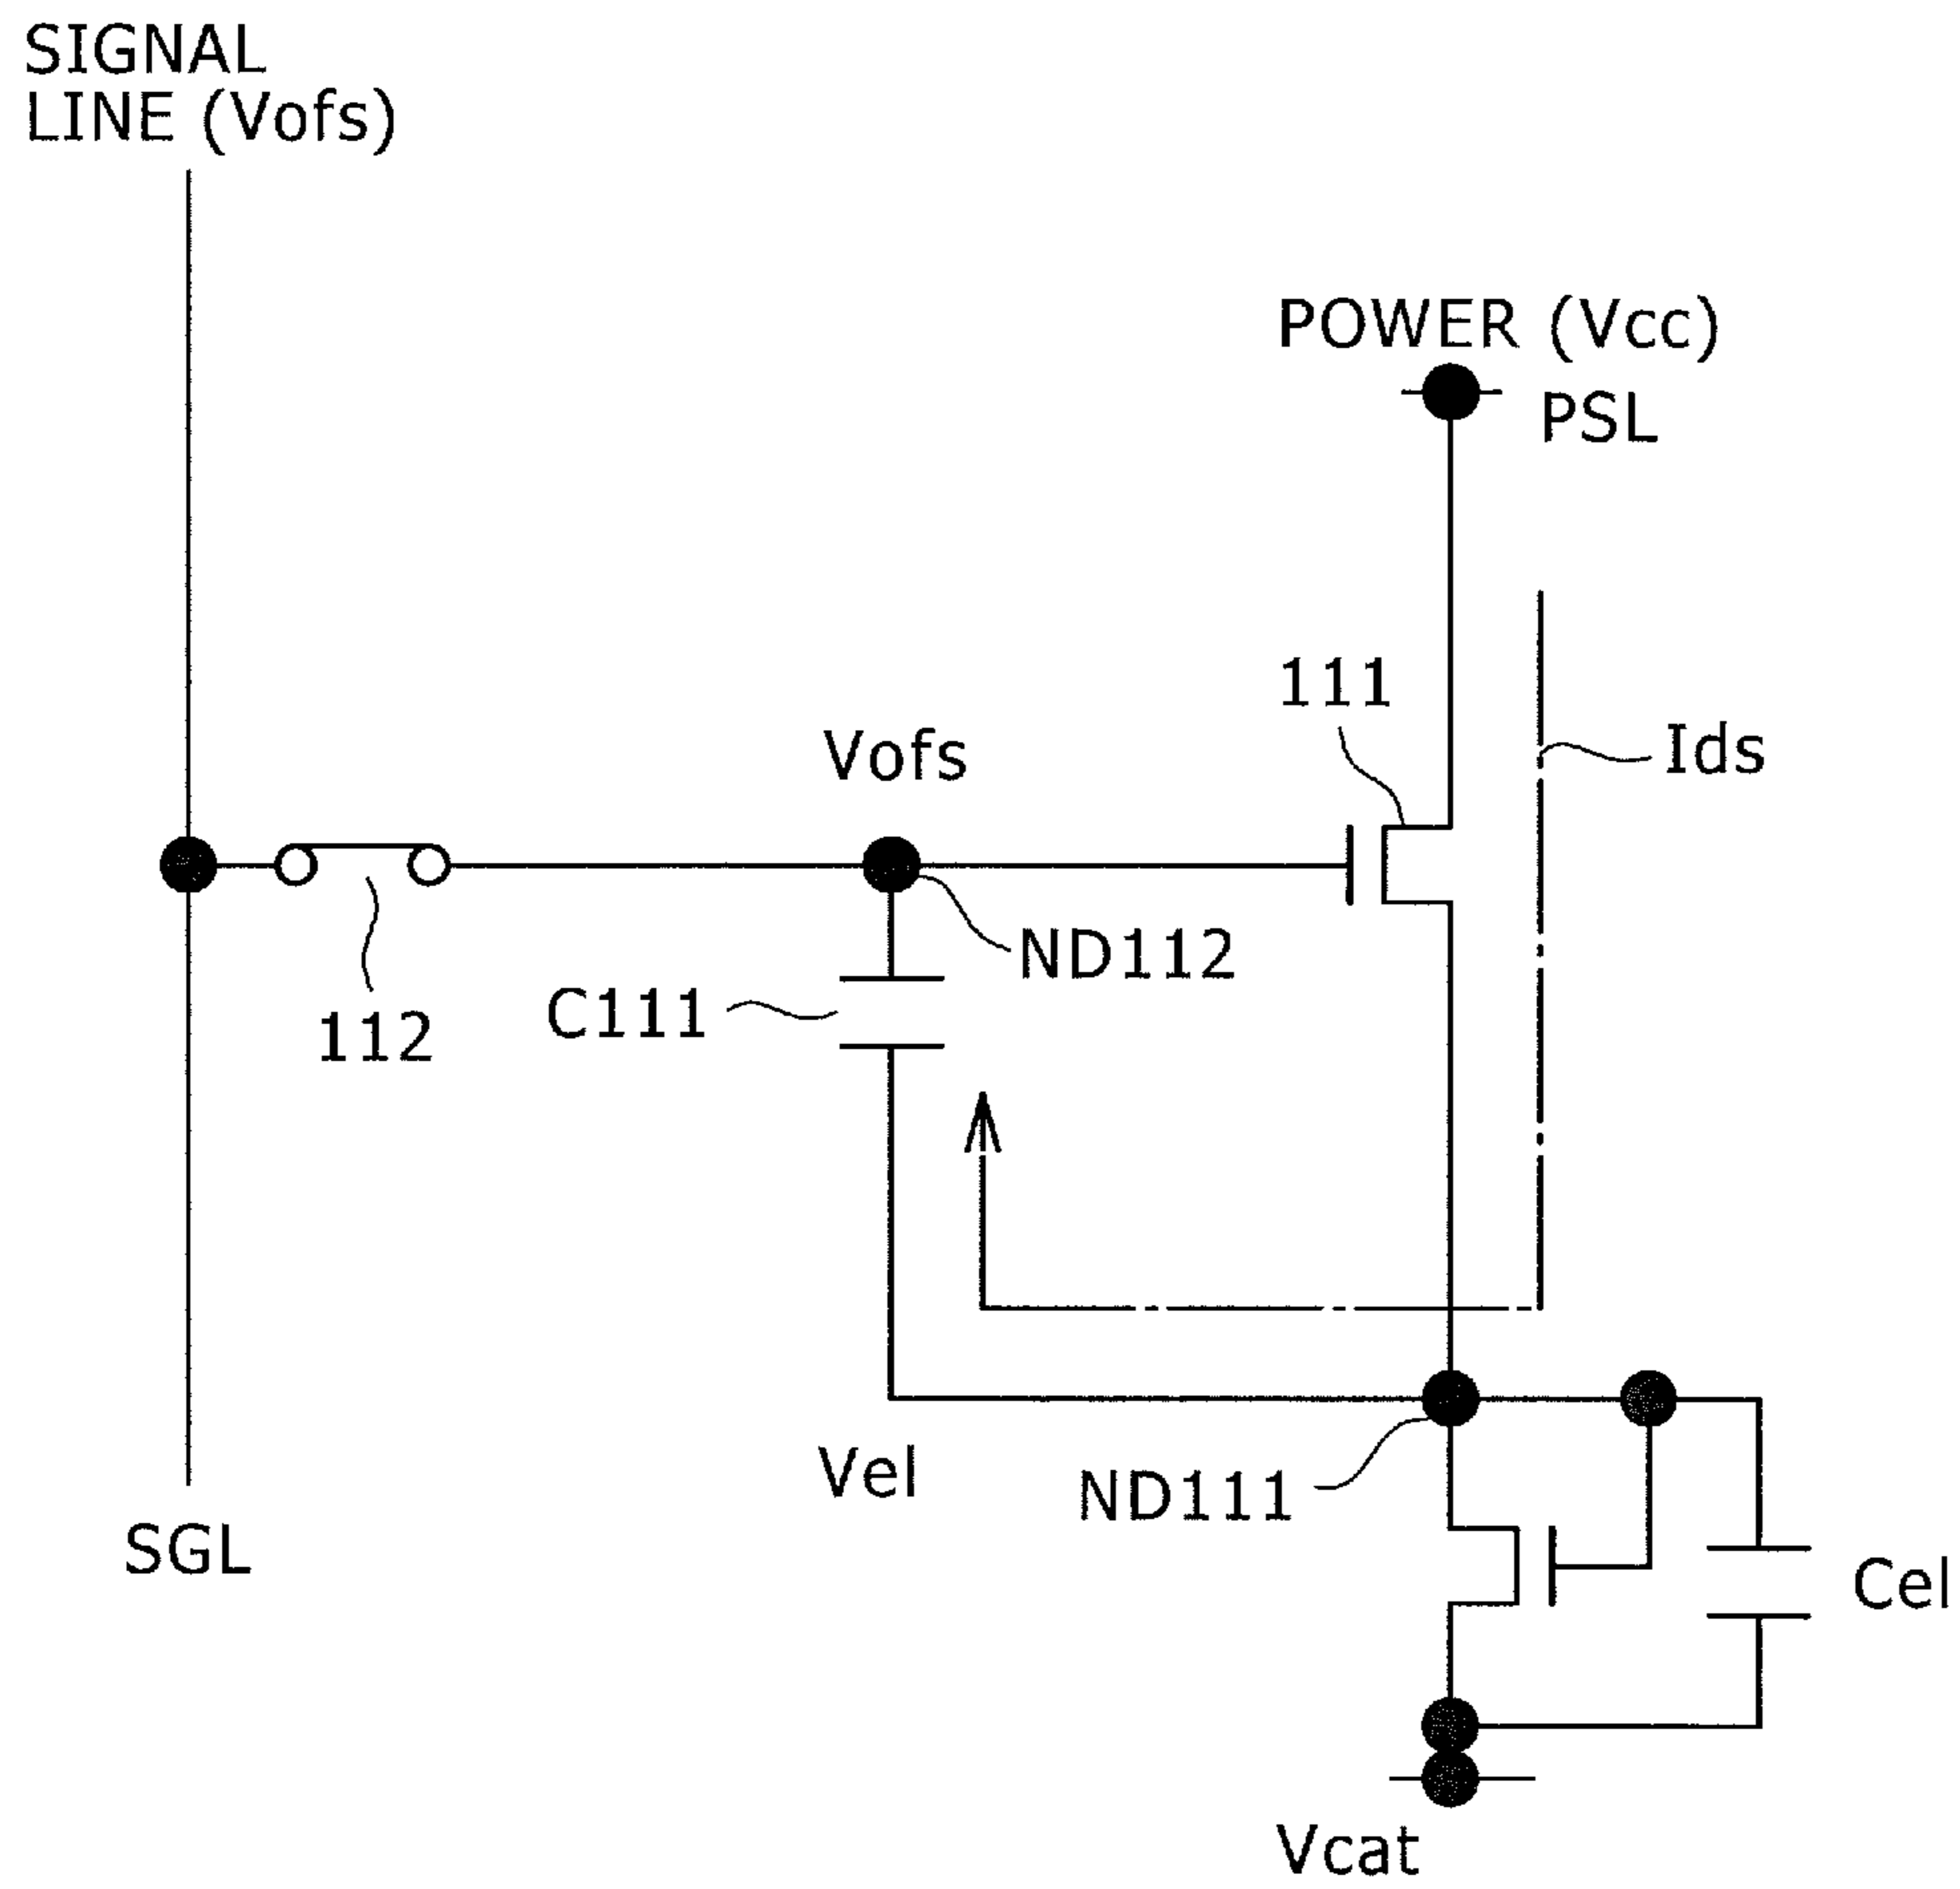 SIGNAL
LINE (Vofs)
POWER (Vcc)
PSL
111
Ids
Vofs
ND112
C111
112
Vel
ND111
SGL
Cel
Vcat